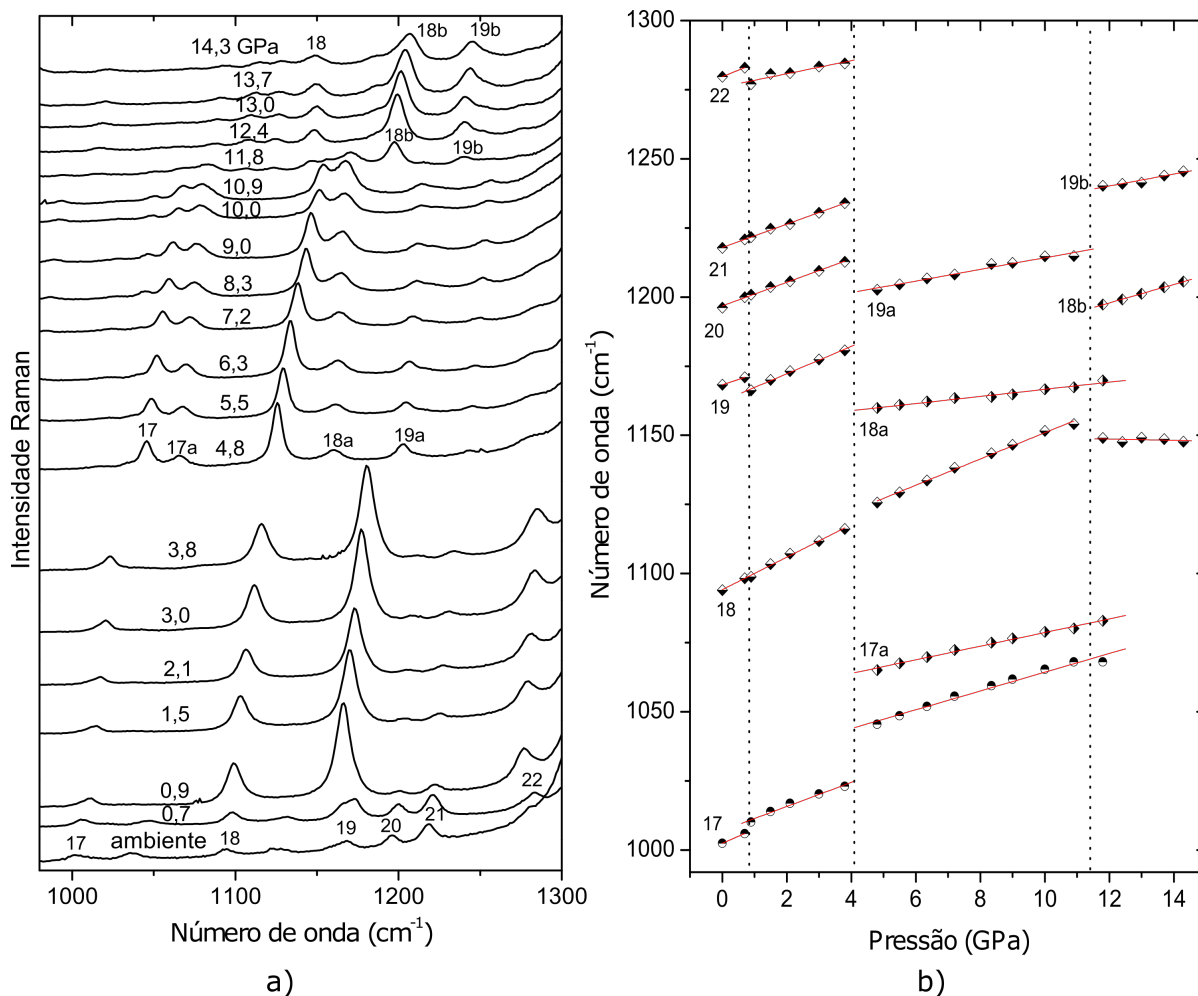 14,3 GPa
18
18b
19b
13,7
13,0
12,4
18b
19b
11,8
10,9
10,0
9,0
8,3
7,2
6,3
5,5
17
17a
4,8
18a
19a
3,8
3,0
2,1
1,5
0,9
22
0,7
21
20
ambiente
17
18
19
1000
1100
1200
1300
Número de onda (cm-1)
Intensidade Raman
a)
1300
1250
1200
1150
1100
1050
1000
Número de onda (cm-1)
22
21
20
19
18
17
19a
18a
17a
19b
18b
0
2
4
6
8
10
12
14
Pressão (GPa)
b)